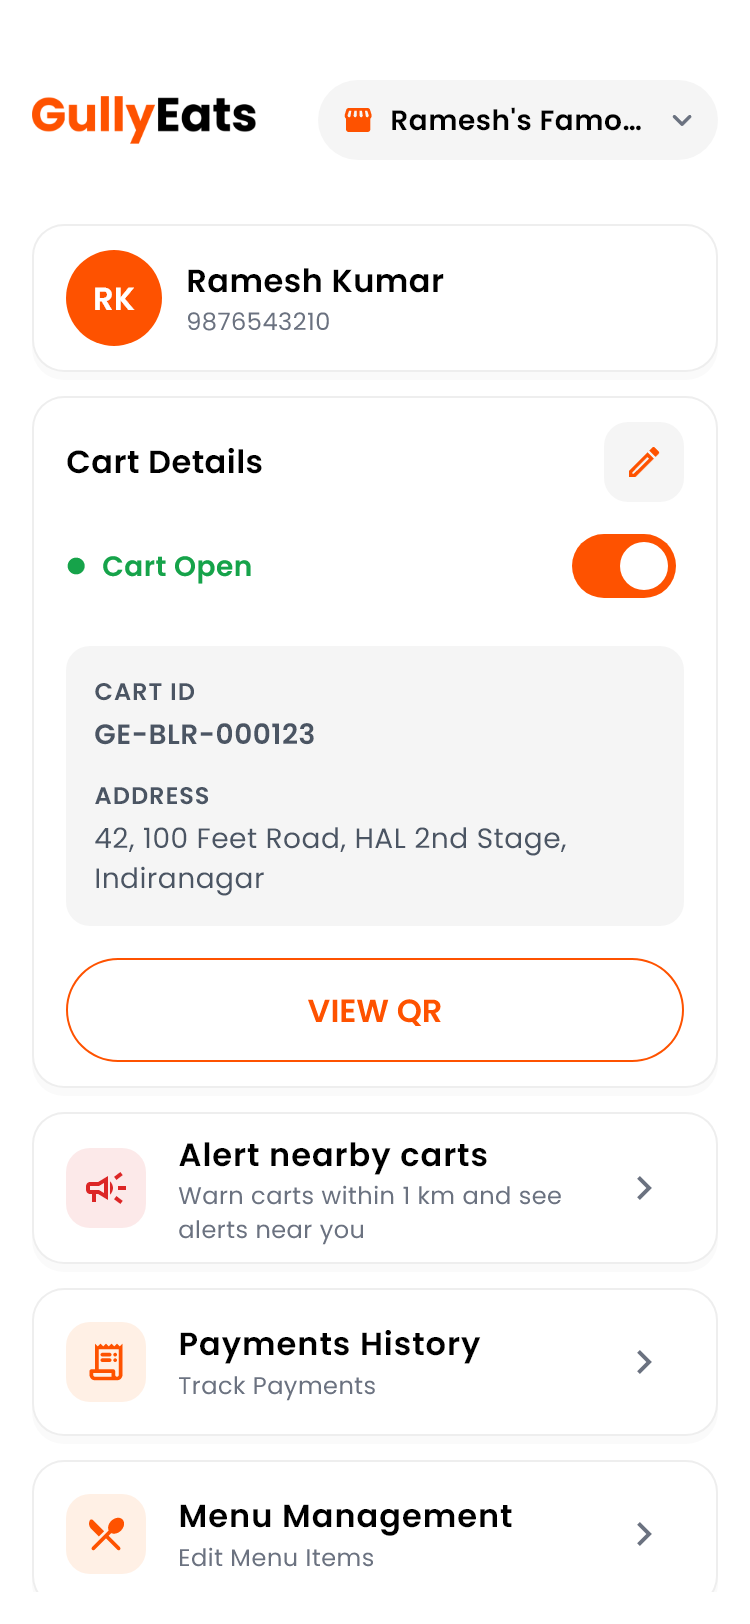 GullyEats
Ramesh's Famo...
RK
Ramesh Kumar
9876543210
Cart Details
Cart Open
CART ID
GE-BLR-000123
ADDRESS
42, 100 Feet Road, HAL 2nd Stage,
Indiranagar
VIEW QR
Alert nearby carts
Warn carts within 1 km and see
alerts near you
Payments History
Track Payments
Menu Management
Edit Menu Items